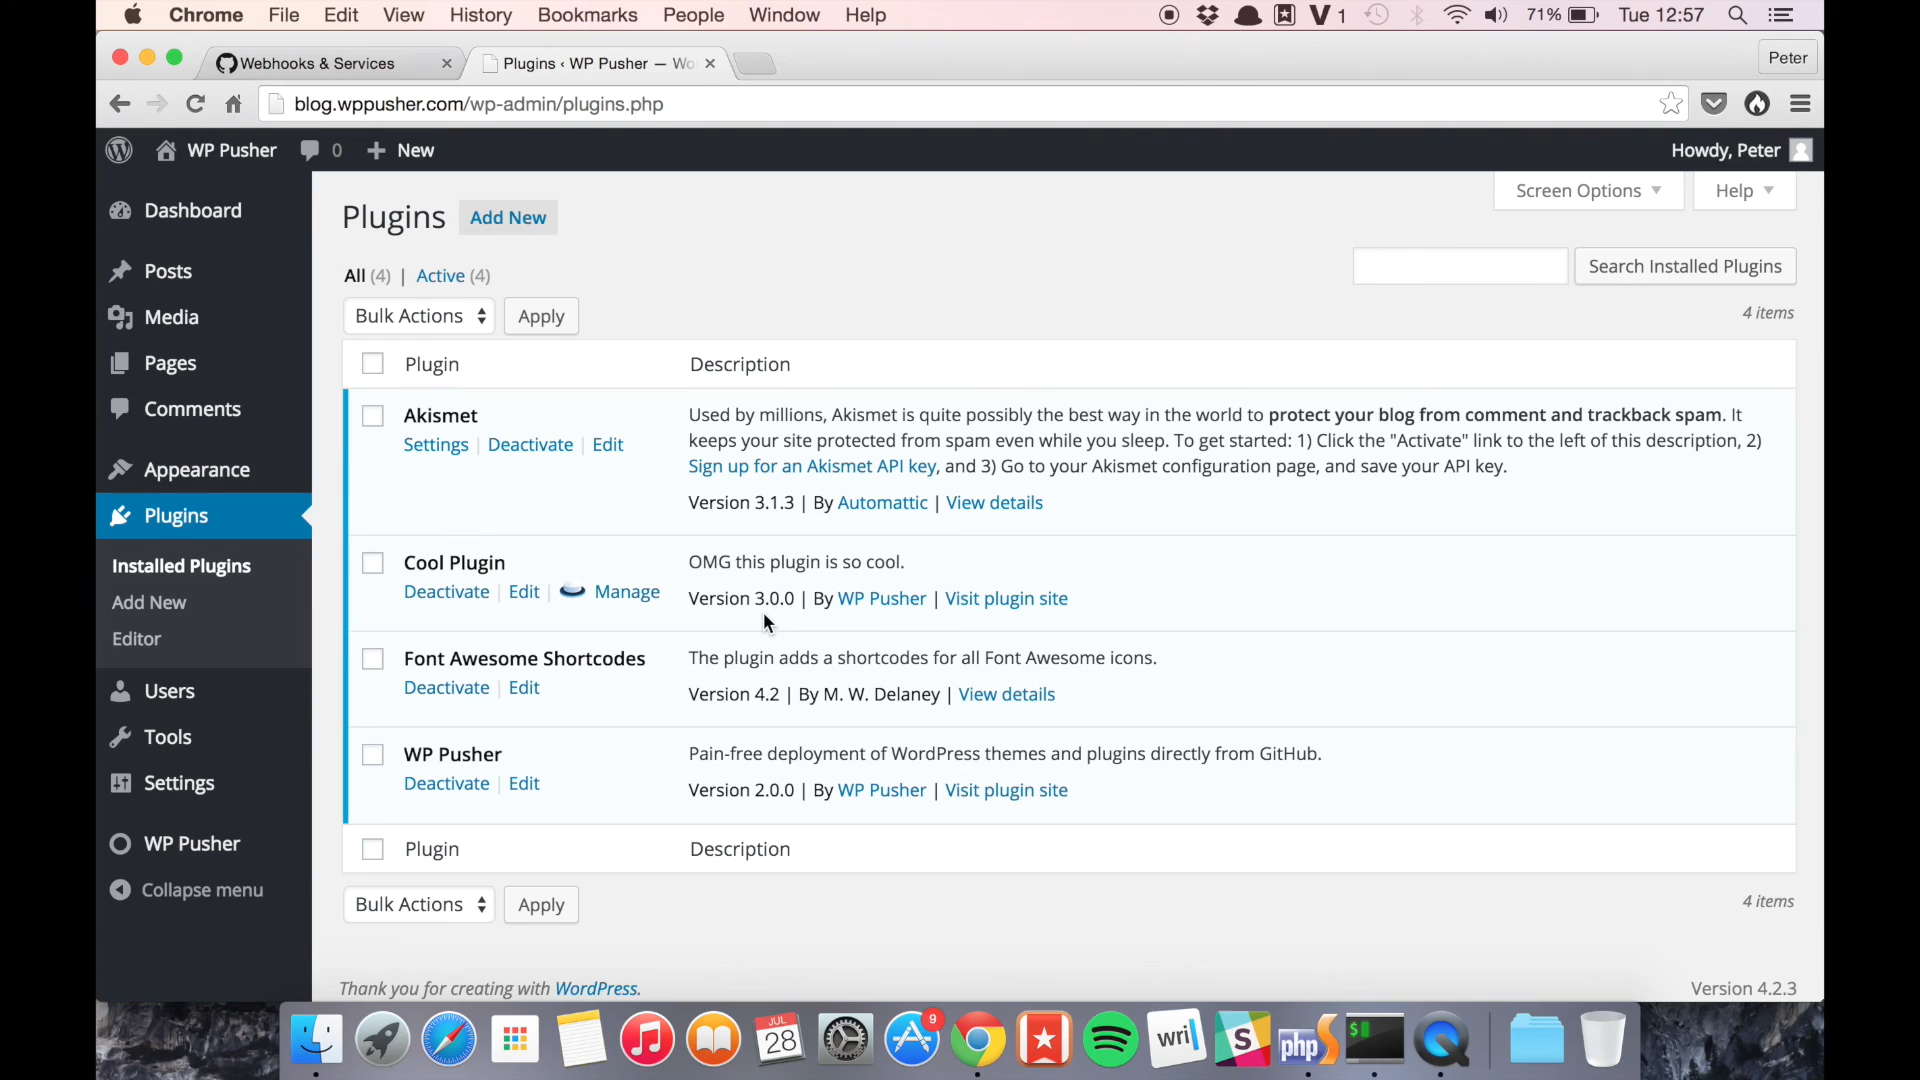 Chrome File Edit View History Bookmarks People Window Help 1 71% Tue 12:57
Webhooks & Services Plugins ‹ WP Pusher — Wo Peter
blog.wppusher.com/wp-admin/plugins.php
WP Pusher 0 New Howdy, Peter
Screen Options Help
Dashboard
Posts
Media
Pages
Comments
Appearance
Plugins
Installed Plugins
Add New
Editor
Users
Tools
Settings
WP Pusher
Collapse menu
Plugins Add New
All (4) | Active (4)
Search Installed Plugins
Bulk Actions Apply
4 items
Plugin Description
Akismet
Settings | Deactivate | Edit
Used by millions, Akismet is quite possibly the best way in the world to protect your blog from comment and trackback spam. It
keeps your site protected from spam even while you sleep. To get started: 1) Click the "Activate" link to the left of this description, 2)
Sign up for an Akismet API key, and 3) Go to your Akismet configuration page, and save your API key.
Version 3.1.3 | By Automattic | View details
Cool Plugin
Deactivate | Edit | Manage
OMG this plugin is so cool.
Version 3.0.0 | By WP Pusher | Visit plugin site
Font Awesome Shortcodes
Deactivate | Edit
The plugin adds a shortcodes for all Font Awesome icons.
Version 4.2 | By M. W. Delaney | View details
WP Pusher
Deactivate | Edit
Pain-free deployment of WordPress themes and plugins directly from GitHub.
Version 2.0.0 | By WP Pusher | Visit plugin site
Plugin Description
Bulk Actions Apply
4 items
Thank you for creating with WordPress.
Version 4.2.3
JUL
28
9
wri
S
php
$